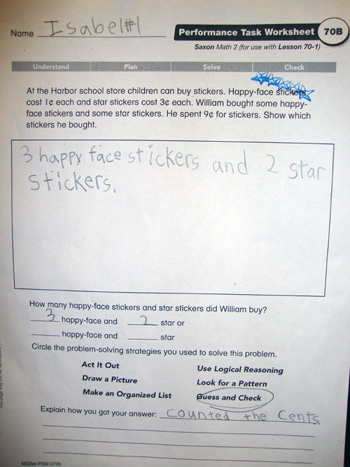 Name Isabel#1
Performance Task Worksheet 70B
Saxon Math 2 (for use with Lesson 70-1)
Understand Plan Solve Check
At the Harbor school store children can buy stickers. Happy-face stickers
cost 1¢ each and star stickers cost 3¢ each. William bought some happy-
face stickers and some star stickers. He spent 9¢ for stickers. Show which
stickers he bought.
3 happy face stickers and 2 star
stickers.
How many happy-face stickers and star stickers did William buy?
3 happy-face and 2 star or
happy-face and star
Circle the problem-solving strategies you used to solve this problem.
Act It Out Use Logical Reasoning
Draw a Picture Look for a Pattern
Make an Organized List Guess and Check
Explain how you got your answer: counted the cents